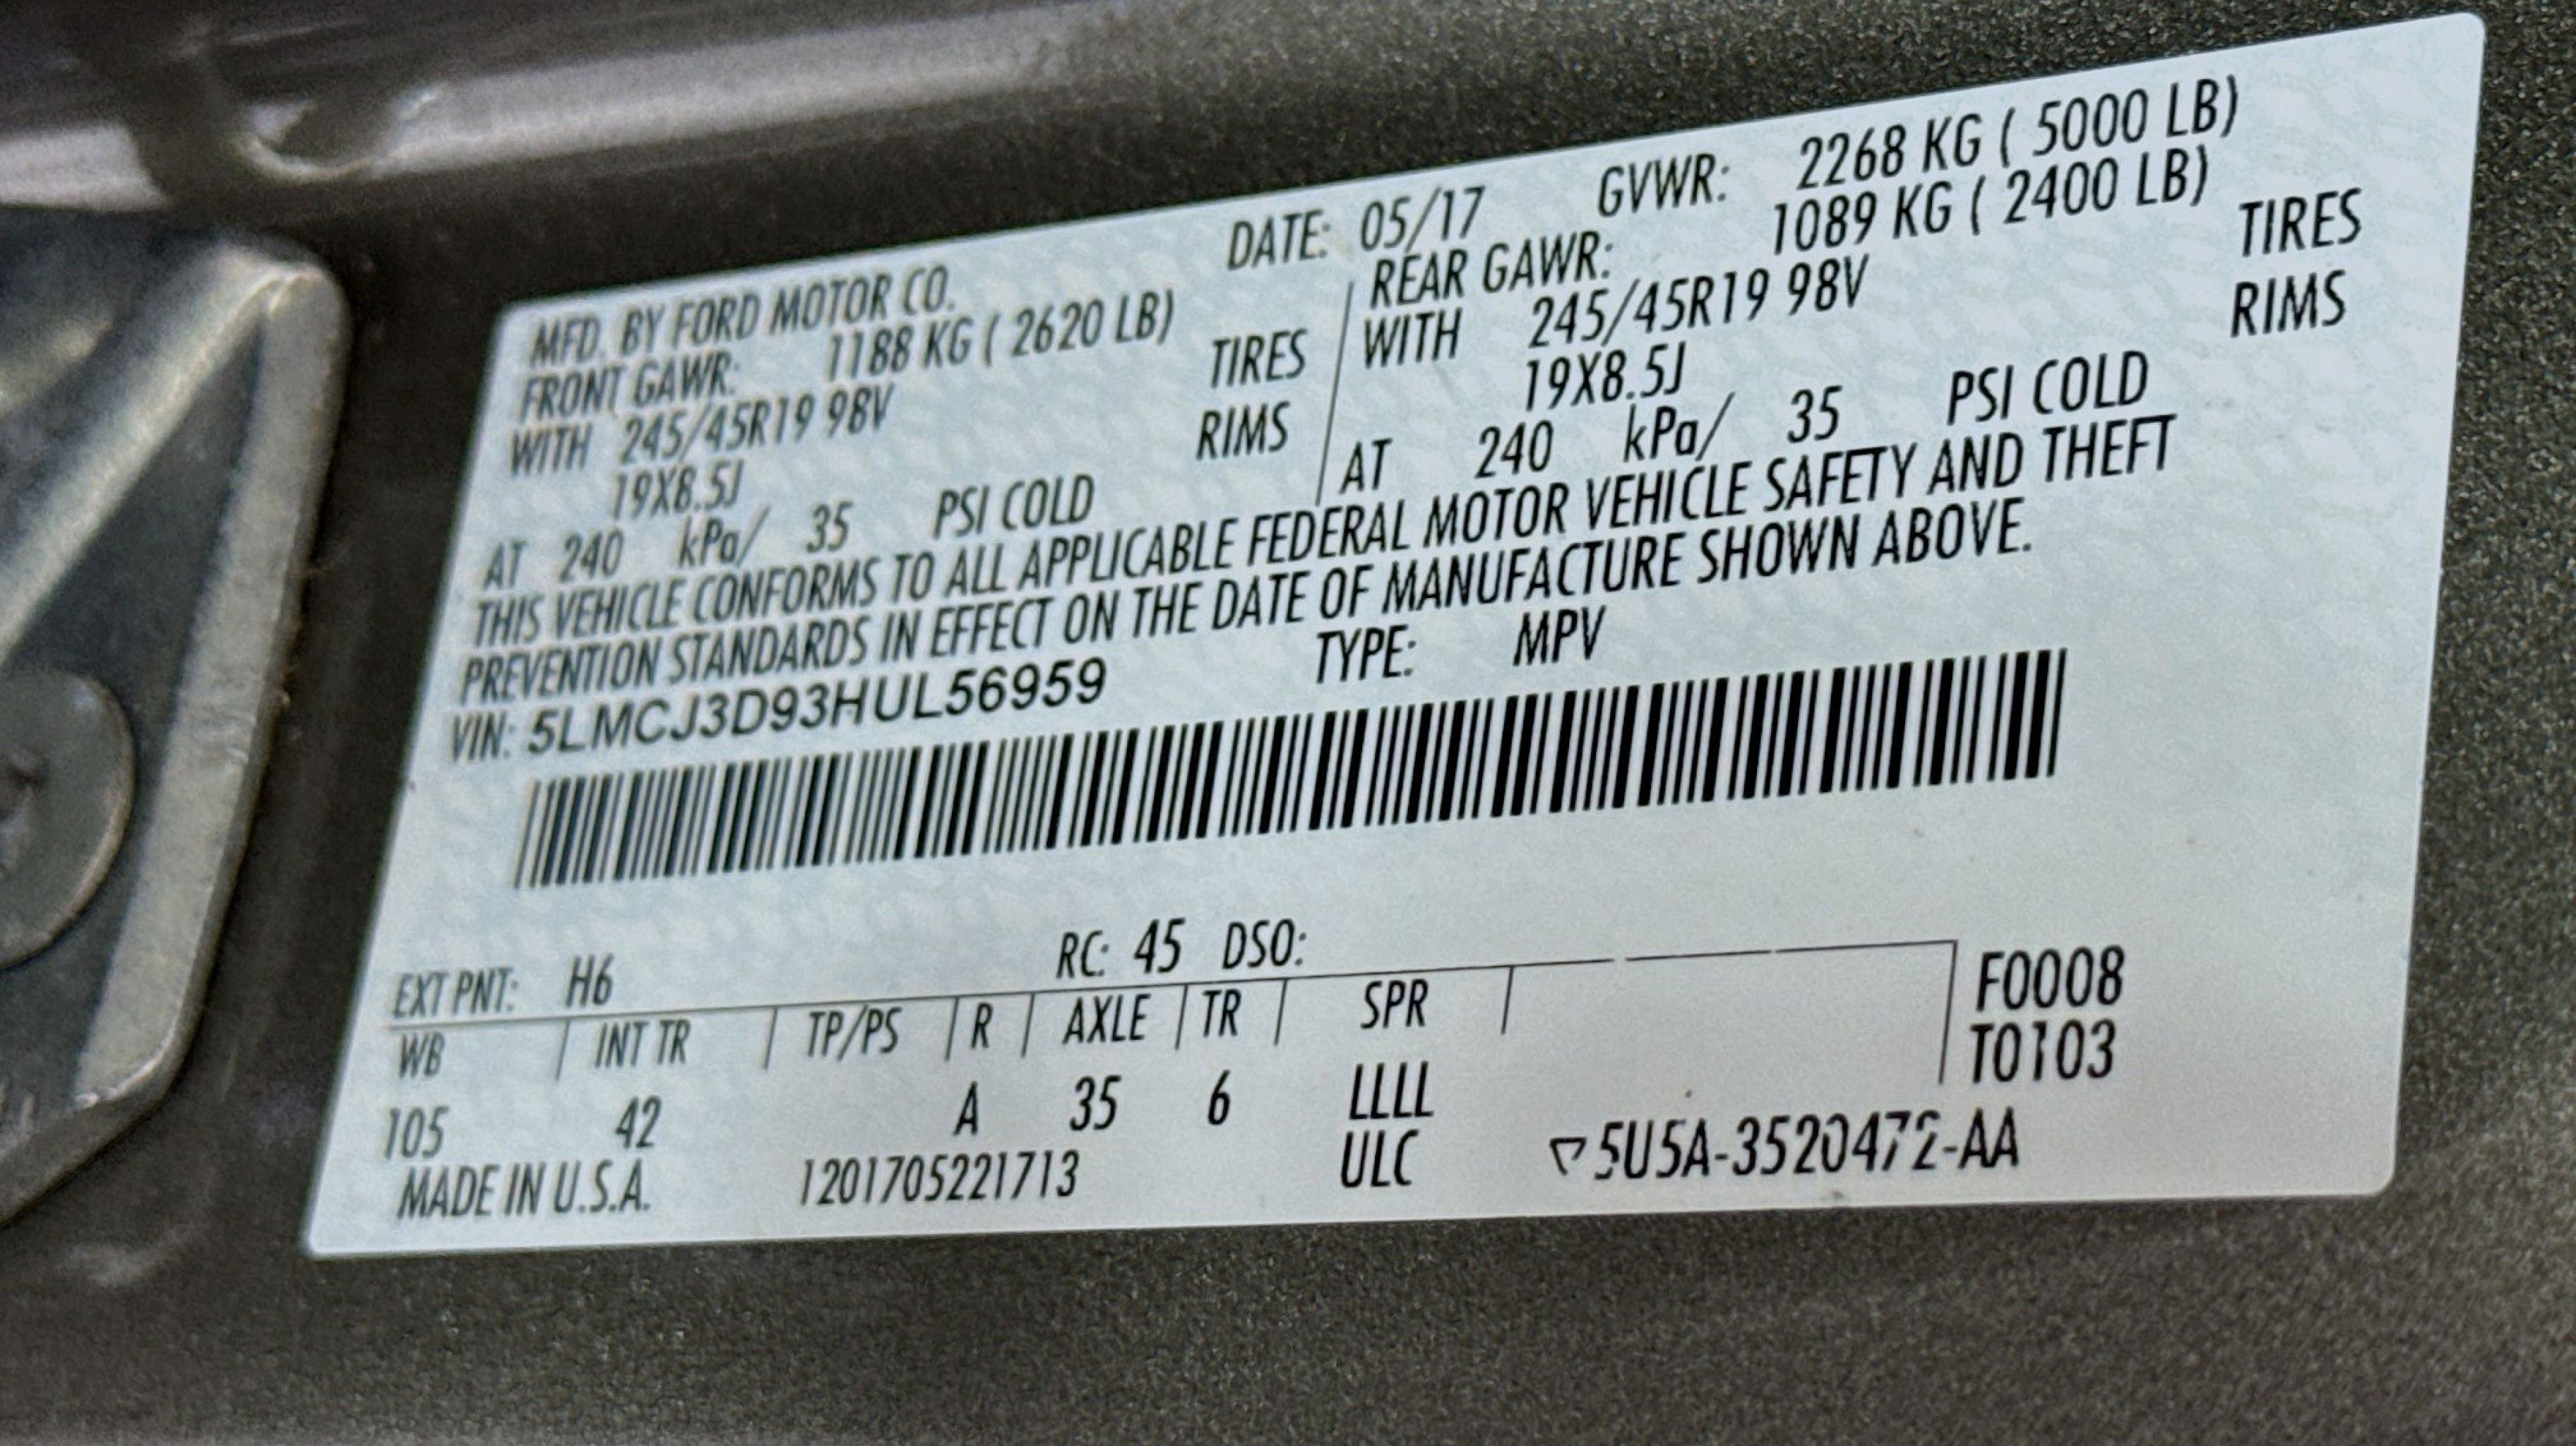 MFD. BY FORD MOTOR CO. DATE: 05/17 GVWR: 2268 KG ( 5000 LB)
FRONT GAWR: 1188 KG ( 2620 LB) REAR GAWR: 1089 KG ( 2400 LB)
WITH 245/45R19 98V TIRES WITH 245/45R19 98V TIRES
19X8.5J RIMS 19X8.5J RIMS
AT 240 kPa/ 35 PSI COLD AT 240 kPa/ 35 PSI COLD
THIS VEHICLE CONFORMS TO ALL APPLICABLE FEDERAL MOTOR VEHICLE SAFETY AND THEFT
PREVENTION STANDARDS IN EFFECT ON THE DATE OF MANUFACTURE SHOWN ABOVE.
VIN: 5LMCJ3D93HUL56959 TYPE: MPV
EXT PNT: H6 RC: 45 DSO:
WB INT TR TP/PS R AXLE TR SPR F0008
T0103
105 42 A 35 6 LLLL
MADE IN U.S.A. 1201705221713 ULC 5U5A-3520472-AA